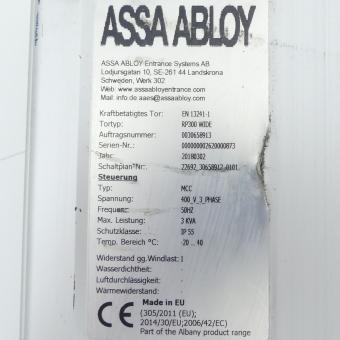 ASSA ABLOY
ASSA ABLOY Entrance Systems AB
Lodjursgatan 10, SE-261 44 Landskrona
Schweden, Werk 302
Web: www.assaabloyentrance.com
Mail: info.de.aaes@assaabloy.com
Kraftbetätigtes Tor: EN 13241-1
Tortyp: RP300 WIDE
Auftragsnummer: 0030658913
Serien-Nr.: 000000002620000873
Jahr: 20180302
Schaltplan°Nr.: 22692_30658912-0101
Steuerung
Typ: MCC
Spannung: 400_V_3_PHASE
Frequenz: 50HZ
Max. Leistung: 3 KVA
Schutzklasse: IP 55
Temp. Bereich °C: -20 .. 40
Widerstand gg.Windlast: 1
Wasserdichtheit: -
Luftdurchlässigkeit: -
Wärmewiderstand: -
CE Made in EU
(305/2011 (EU);
2014/30/EU;2006/42/EC)
Part of the Albany product range